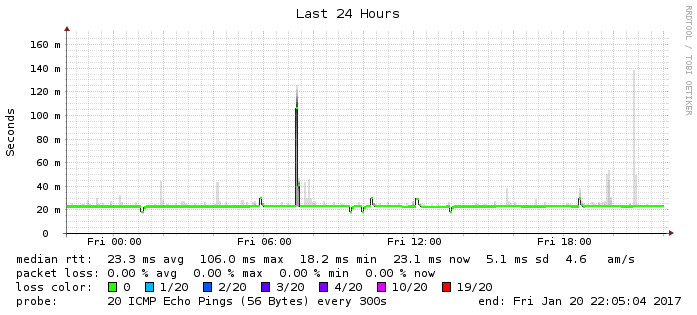 Last 24 Hours
RRDTOOL / TOBI OETIKER
Seconds
160 m
140 m
120 m
100 m
80 m
60 m
40 m
20 m
0
Fri 00:00 Fri 06:00 Fri 12:00 Fri 18:00
median rtt: 23.3 ms avg 106.0 ms max 18.2 ms min 23.1 ms now 5.1 ms sd 4.6 am/s
packet loss: 0.00 % avg 0.00 % max 0.00 % min 0.00 % now
loss color: 0 1/20 2/20 3/20 4/20 10/20 19/20
probe: 20 ICMP Echo Pings (56 Bytes) every 300s end: Fri Jan 20 22:05:04 2017